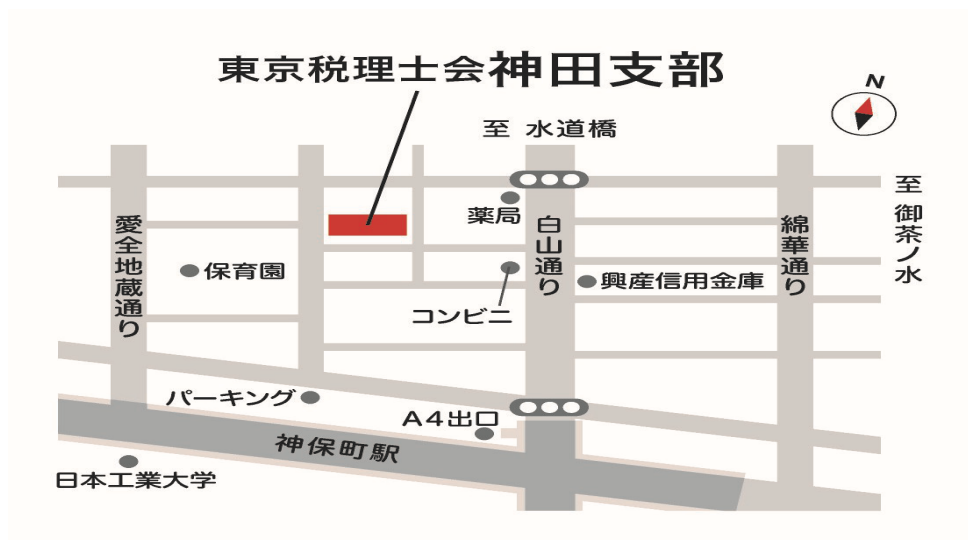 東京税理士会神田支部
N
至 水道橋
至 御茶ノ水
薬局
白山通り
綿華通り
愛全地蔵通り
保育園
興産信用金庫
コンビニ
パーキング
A4出口
神保町駅
日本工業大学